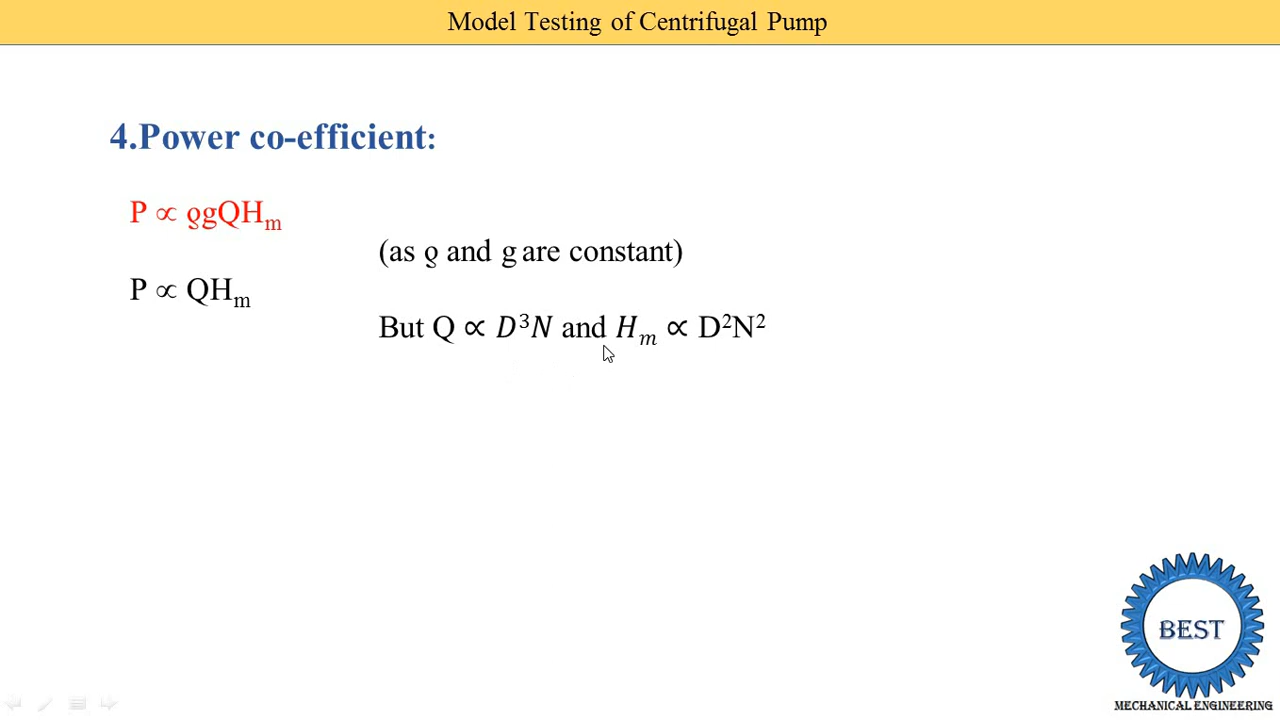 Model Testing of Centrifugal Pump
4.Power co-efficient:
P ∝ ϱgQHₘ
(as ϱ and g are constant)
P ∝ QHₘ
But Q ∝ D³N and Hₘ ∝ D²N²
BEST
MECHANICAL ENGINEERING